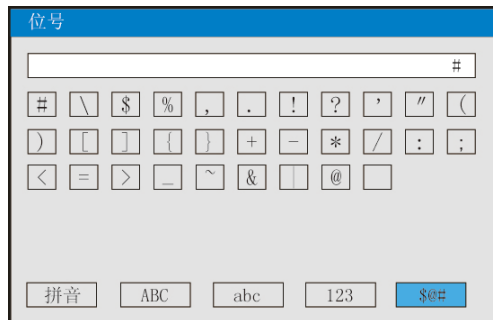 位号
#
# \ $ % , . ! ? ' " (
) [ ] { } + - * / : ;
< = > _ ~ & | @
拼音 ABC abc 123 $@#